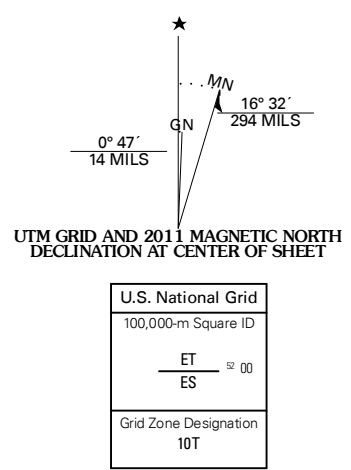 ★
MN
GN
16° 32´
294 MILS
0° 47´
14 MILS
UTM GRID AND 2011 MAGNETIC NORTH
DECLINATION AT CENTER OF SHEET
U.S. National Grid
100,000-m Square ID
ET
52 00
ES
Grid Zone Designation
10T